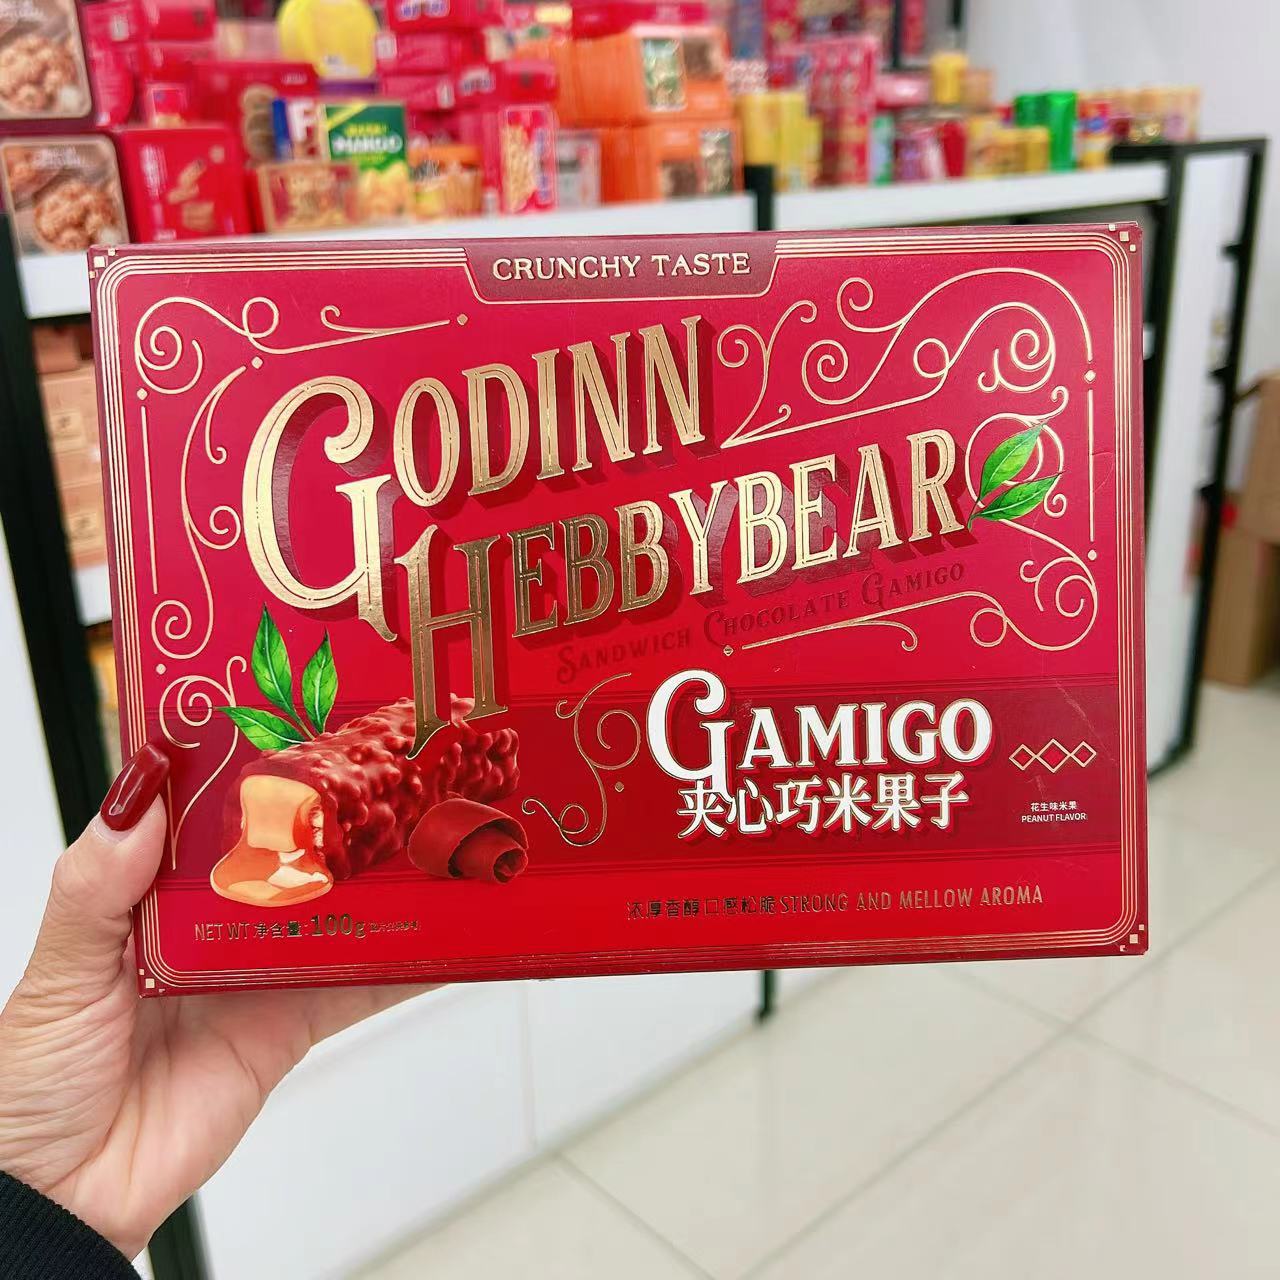 MANGO
CRUNCHY TASTE
GODINN
HEBBYBEAR
SANDWICH CHOCOLATE GAMIGO
GAMIGO
夹心巧米果子
花生味米果
PEANUT FLAVOR
浓厚香醇口感松脆 STRONG AND MELLOW AROMA
NET WT 净含量:100g